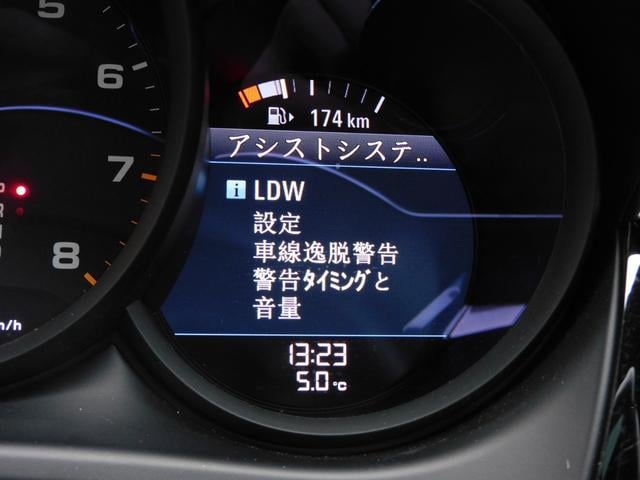 5
6
7
8
P
R
N
m/h
174 km
アシストシステ..
i LDW
設定
車線逸脱警告
警告ﾀｲﾐﾝｸﾞと
音量
13:23
5.0 °C